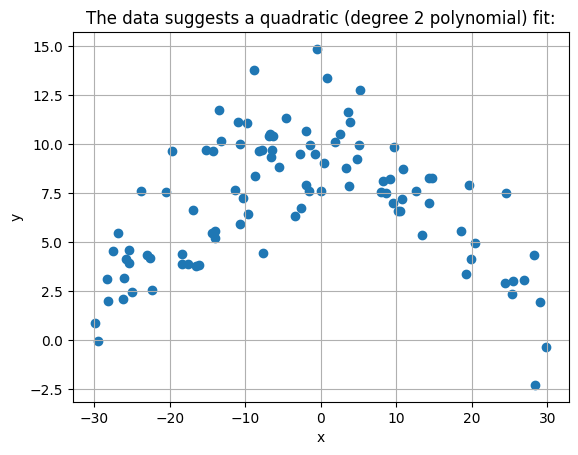 The data suggests a quadratic (degree 2 polynomial) fit:
15.0
12.5
10.0
7.5
5.0
2.5
0.0
−2.5
y
−30 −20 −10 0 10 20 30
x